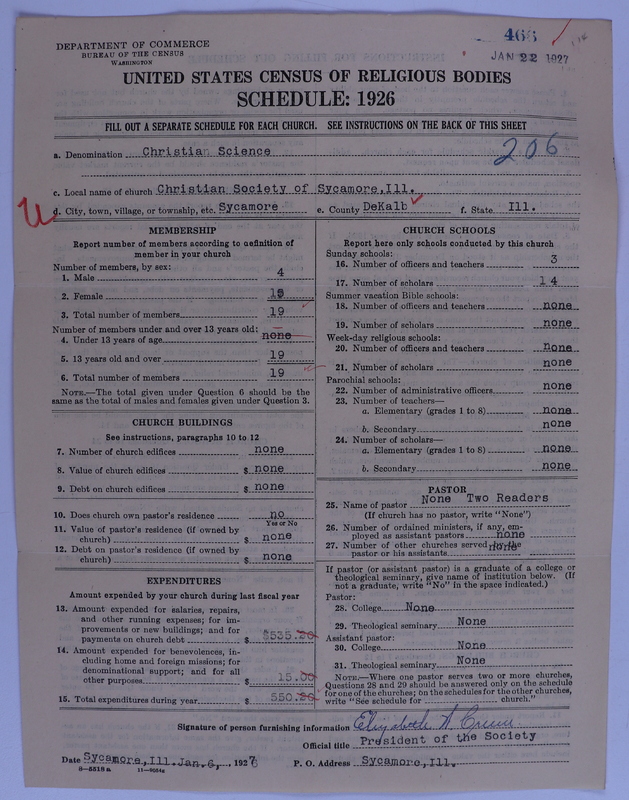 466
JAN 22 1927
DEPARTMENT OF COMMERCE
BUREAU OF THE CENSUS
WASHINGTON
UNITED STATES CENSUS OF RELIGIOUS BODIES
SCHEDULE: 1926
FILL OUT A SEPARATE SCHEDULE FOR EACH CHURCH. SEE INSTRUCTIONS ON THE BACK OF THIS SHEET
a. Denomination Christian Science
206
c. Local name of church Christian Society of Sycamore,Ill.
d. City, town, village, or township, etc. Sycamore e. County DeKalb f. State Ill.
MEMBERSHIP
Report number of members according to definition of
member in your church
Number of members, by sex:
1. Male 4
2. Female 15
3. Total number of members 19
Number of members under and over 13 years old:
4. Under 13 years of age none
5. 13 years old and over 19
6. Total number of members 19
NOTE.—The total given under Question 6 should be
same as the total of males and females given under Question 3.
CHURCH BUILDINGS
See instructions, paragraphs 10 to 12
7. Number of church edifices none
8. Value of church edifices $ none
9. Debt on church edifices $ none
10. Does church own pastor's residence no
Yes or No
11. Value of pastor's residence (if owned by
church) $ none
12. Debt on pastor's residence (if owned by
church) $ none
EXPENDITURES
Amount expended by your church during last fiscal year
13. Amount expended for salaries, repairs,
and other running expenses; for im-
provements or new buildings; and for
payments on church debt $ $535.00
14. Amount expended for benevolences, in-
cluding home and foreign missions; for
denominational support; and for all
other purposes $ 15.00
15. Total expenditures during year $ 550.00
CHURCH SCHOOLS
Report here only schools conducted by this church
Sunday schools:
16. Number of officers and teachers 3
17. Number of scholars 14
Summer vacation Bible schools:
18. Number of officers and teachers none
19. Number of scholars none
Week-day religious schools:
20. Number of officers and teachers none
21. Number of scholars none
Parochial schools:
22. Number of administrative officers none
23. Number of teachers—
a. Elementary (grades 1 to 8) none
b. Secondary none
24. Number of scholars—
a. Elementary (grades 1 to 8) none
b. Secondary none
PASTOR
25. Name of pastor None Two Readers
(If church has no pastor, write "None")
26. Number of ordained ministers, if any, em-
ployed as assistant pastors none
27. Number of other churches served by the
pastor or his assistants none
If pastor (or assistant pastor) is a graduate of a college or
theological seminary, give name of institution below. (If
not a graduate, write "No" in the space indicated.)
Pastor:
28. College None
29. Theological seminary None
Assistant pastor:
30. College None
31. Theological seminary None
NOTE.—Where one pastor serves two or more churches,
Questions 28 and 29 should be answered only on the schedule
for one of the churches; on the schedules for the other churches,
write "See schedule for church."
Signature of person furnishing information Elizabeth
Official title President of the Society
Date Sycamore,Ill.Jan.6, , 1927 P. O. Address Sycamore,Ill.
8—5518a 11—9694a